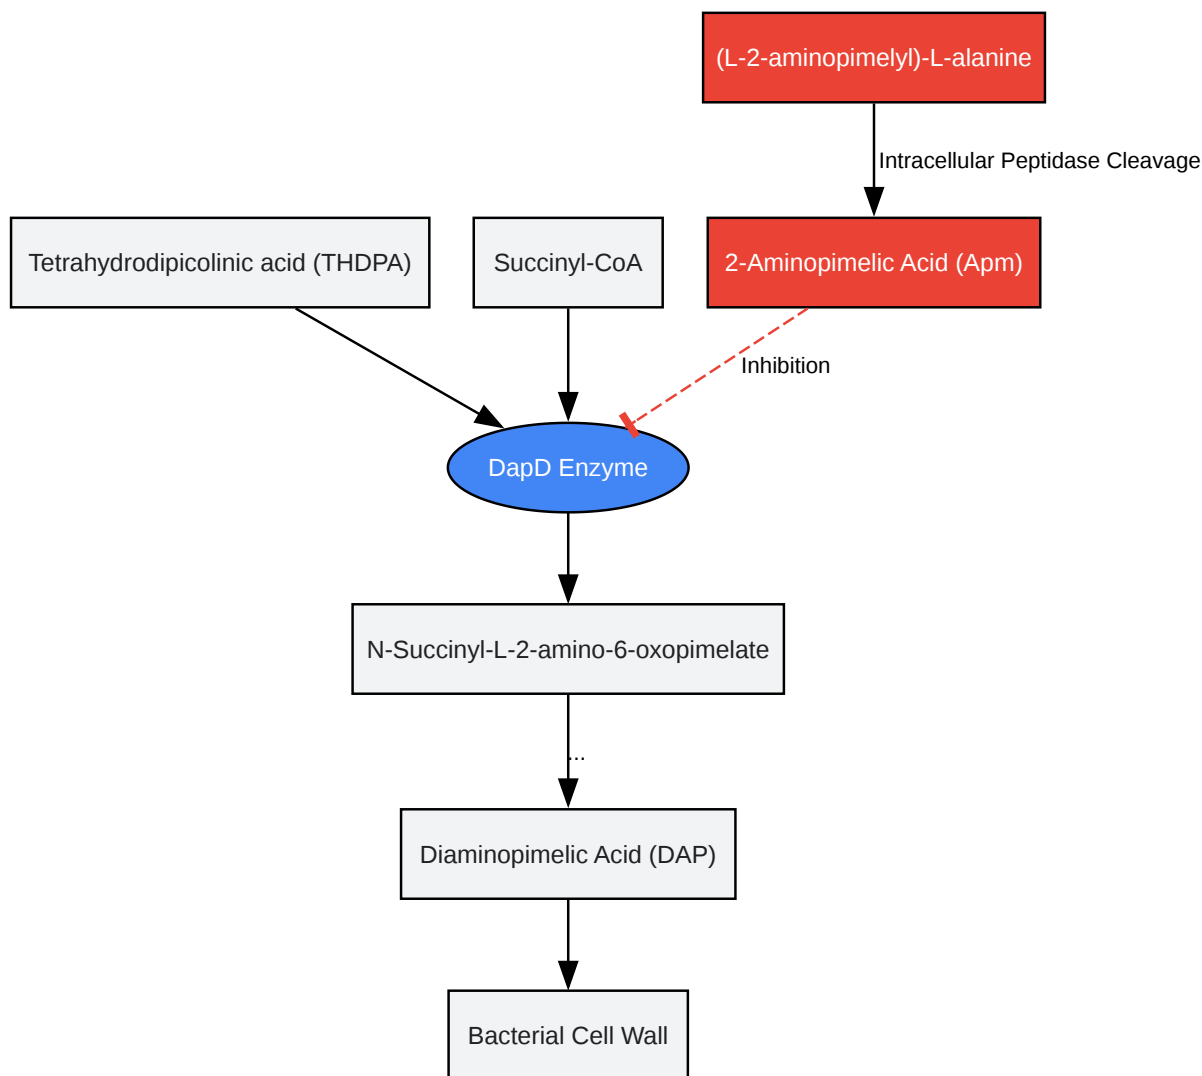 (L-2-aminopimelyl)-L-alanine
Intracellular Peptidase Cleavage
Tetrahydrodipicolinic acid (THDPA)
Succinyl-CoA
2-Aminopimelic Acid (Apm)
Inhibition
DapD Enzyme
N-Succinyl-L-2-amino-6-oxopimelate
...
Diaminopimelic Acid (DAP)
Bacterial Cell Wall